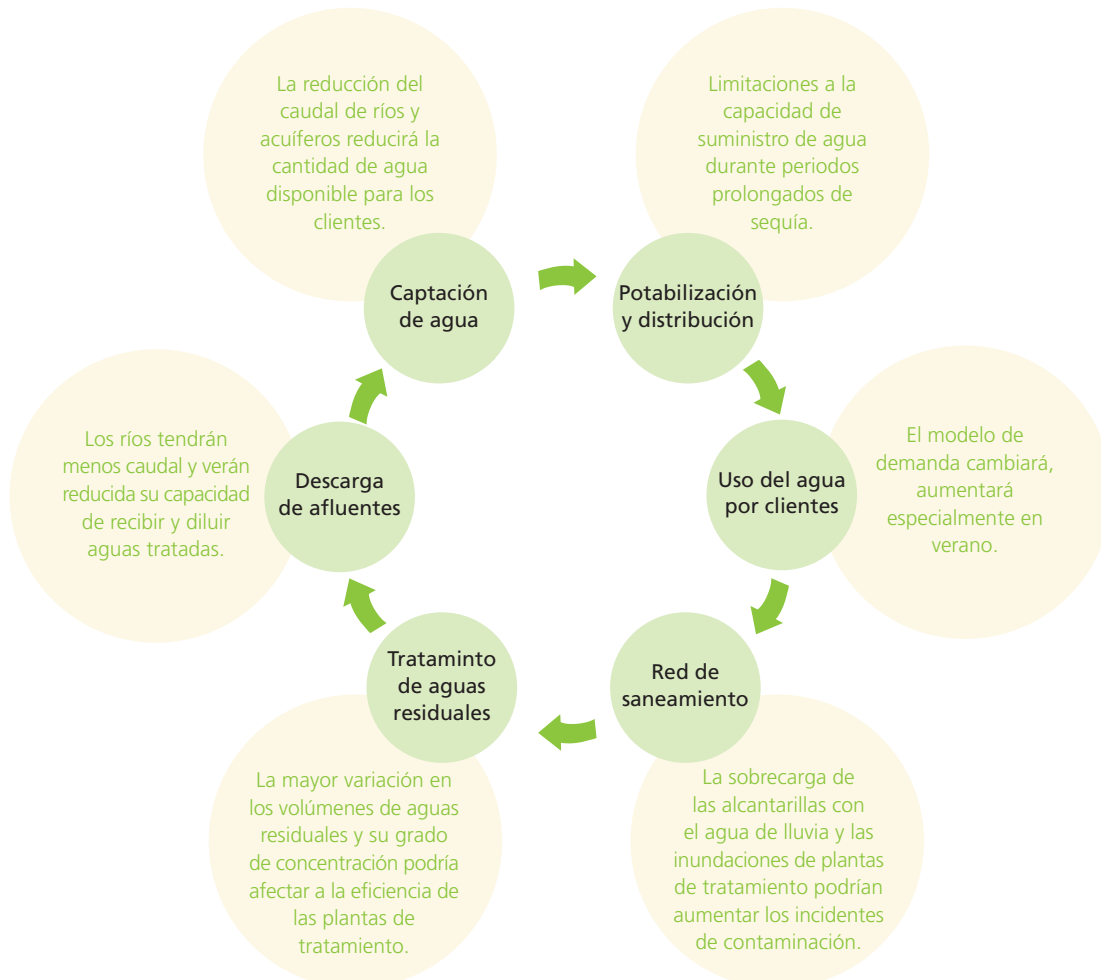 La reducción del
caudal de ríos y
acuíferos reducirá la
cantidad de agua
disponible para los
clientes.
Captación
de agua
Limitaciones a la
capacidad de
suministro de agua
durante periodos
prolongados de
sequía.
Potabilización
y distribución
El modelo de
demanda cambiará,
aumentará
especialmente en
verano.
Uso del agua
por clientes
Red de
saneamiento
La sobrecarga de
las alcantarillas con
el agua de lluvia y las
inundaciones de plantas
de tratamiento podrían
aumentar los incidentes
de contaminación.
Trataminto
de aguas
residuales
La mayor variación en
los volúmenes de aguas
residuales y su grado
de concentración podría
afectar a la eficiencia de
las plantas de
tratamiento.
Los ríos tendrán
menos caudal y verán
reducida su capacidad
de recibir y diluir
aguas tratadas.
Descarga
de afluentes